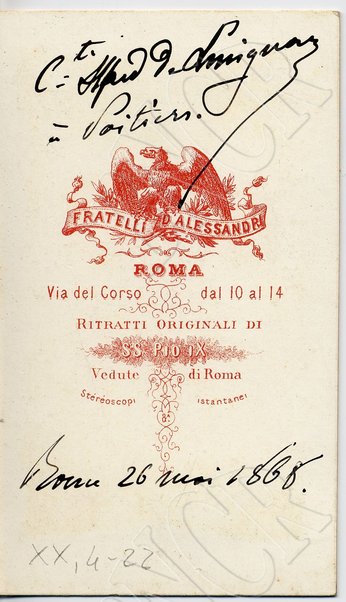 Cte Alfred de Lusignan
à Poitiers.
FRATELLI D'ALESSANDRI
ROMA
Via del Corso dal 10 al 14
RITRATTI ORIGINALI DI
SS. PIO IX
Vedute di Roma
Stéreoscopi istantanei
Rome 26 mai 1868.
XX, 4-22